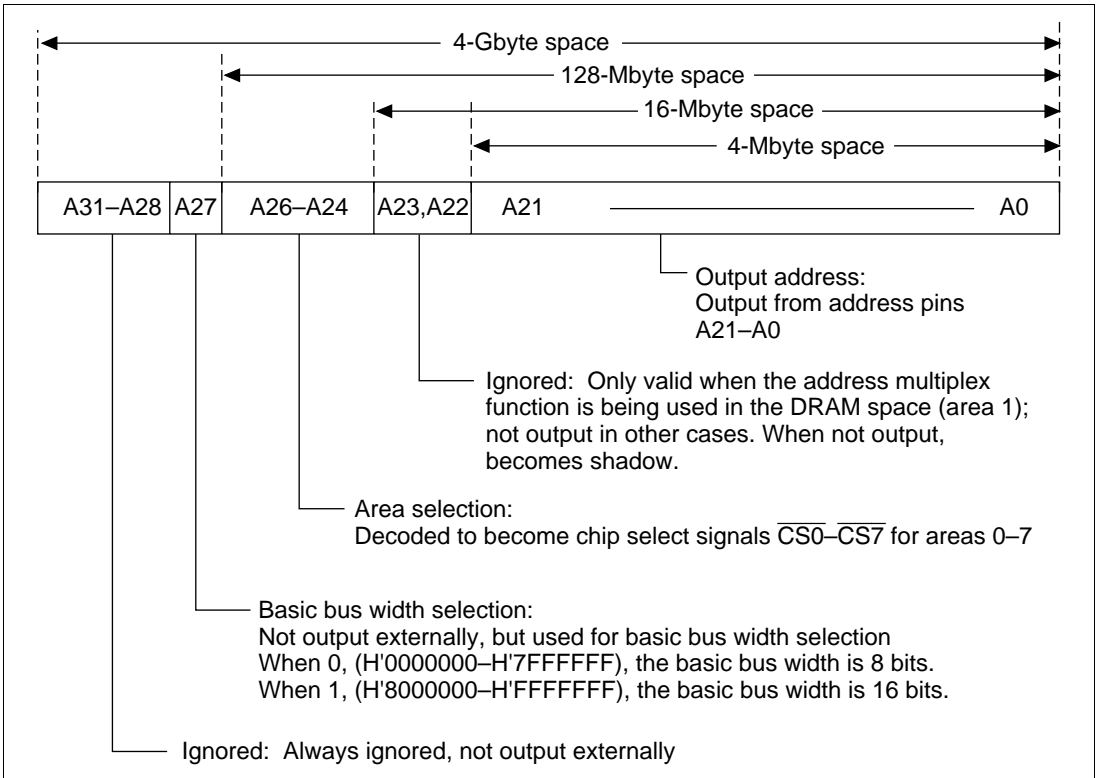 4-Gbyte space
128-Mbyte space
16-Mbyte space
4-Mbyte space
A31–A28 A27 A26–A24 A23,A22 A21 A0
Output address:
Output from address pins
A21–A0
Ignored: Only valid when the address multiplex
function is being used in the DRAM space (area 1);
not output in other cases. When not output,
becomes shadow.
Area selection:
Decoded to become chip select signals C̅S̅0̅–C̅S̅7̅ for areas 0–7
Basic bus width selection:
Not output externally, but used for basic bus width selection
When 0, (H'0000000–H'7FFFFFF), the basic bus width is 8 bits.
When 1, (H'8000000–H'FFFFFFF), the basic bus width is 16 bits.
Ignored: Always ignored, not output externally